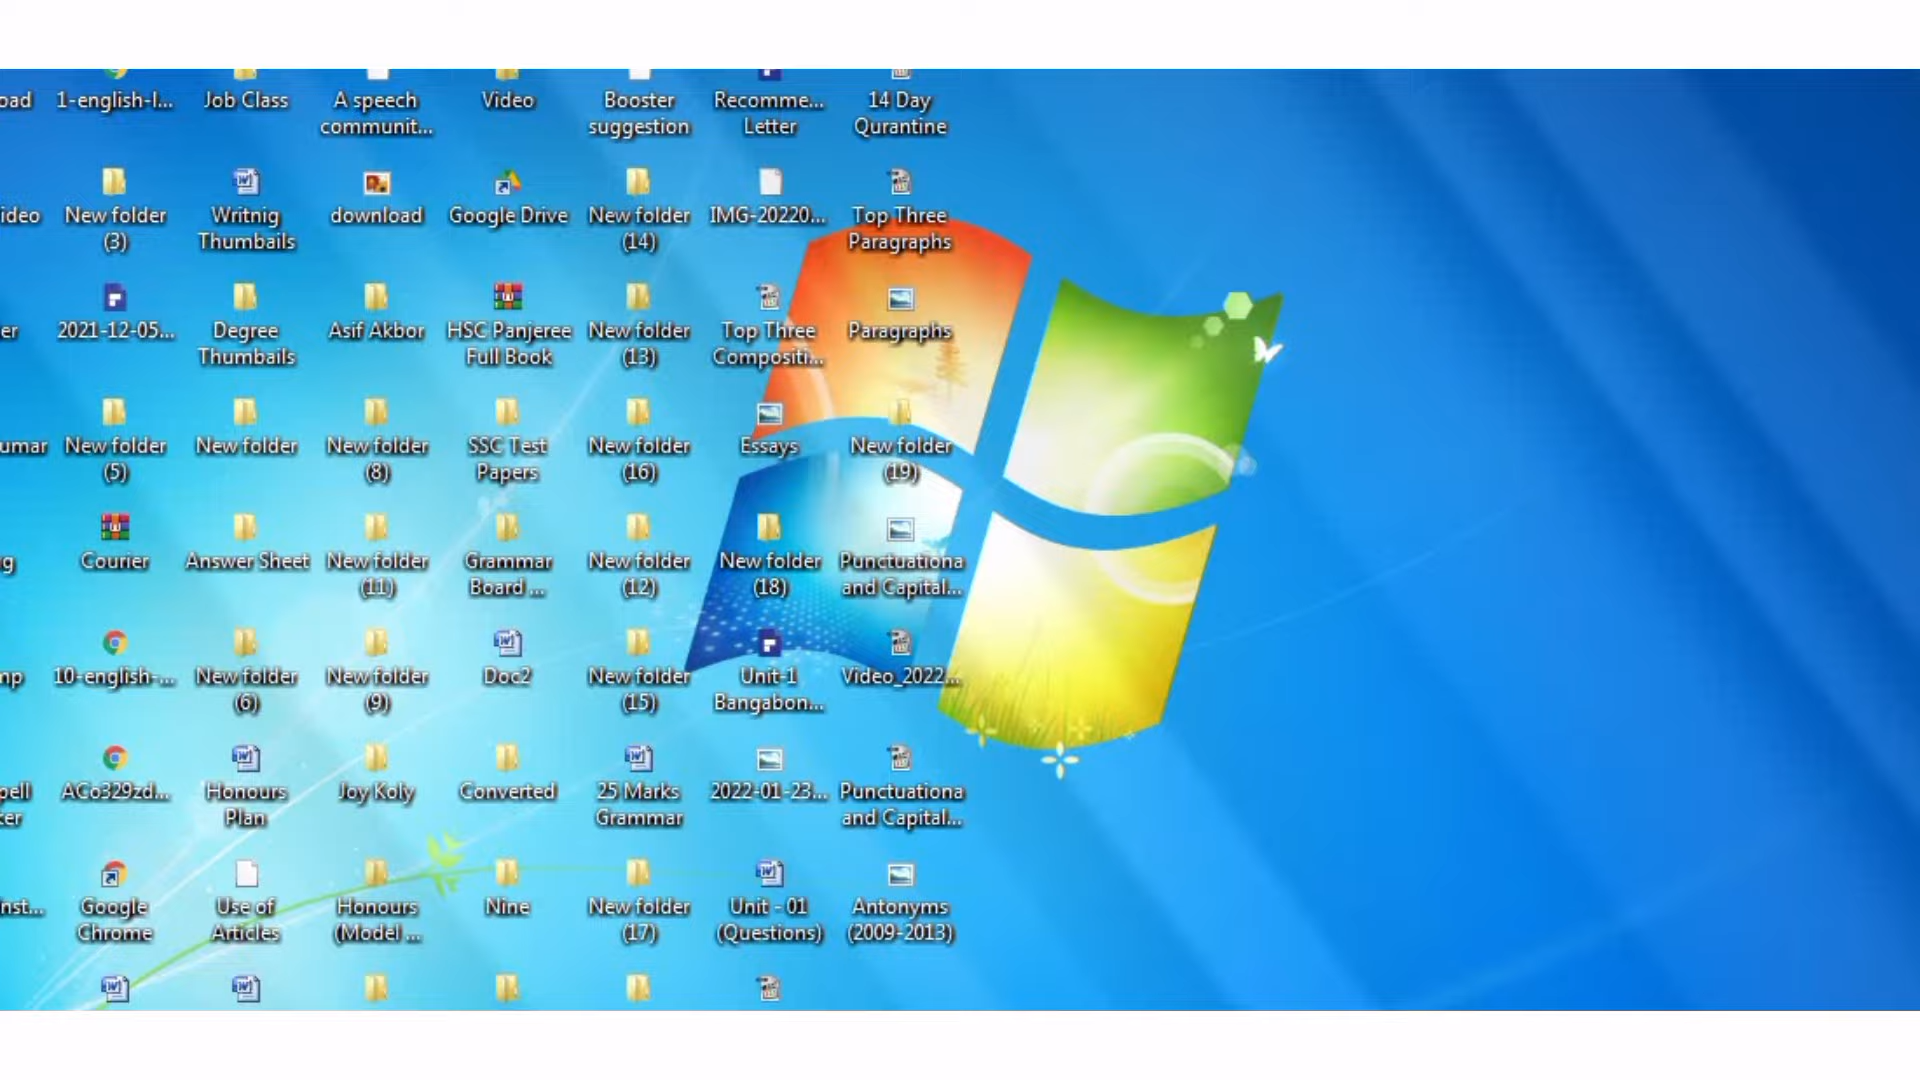 oad
1-english-l...
Job Class
A speech
communit...
Video
Booster
suggestion
Recomme...
Letter
14 Day
Qurantine
ideo
New folder
(3)
Writnig
Thumbails
download
Google Drive
New folder
(14)
IMG-20220...
Top Three
Paragraphs
er
2021-12-05...
Degree
Thumbails
Asif Akbor
HSC Panjeree
Full Book
New folder
(13)
Top Three
Compositi...
Paragraphs
umar
New folder
(5)
New folder
New folder
(8)
SSC Test
Papers
New folder
(16)
Essays
New folder
(19)
g
Courier
Answer Sheet
New folder
(11)
Grammar
Board ...
New folder
(12)
New folder
(18)
Punctuationa
and Capital...
mp
10-english-...
New folder
(6)
New folder
(9)
Doc2
New folder
(15)
Unit-1
Bangabon...
Video_2022...
pell
ker
ACo329zd...
Honours
Plan
Joy Koly
Converted
25 Marks
Grammar
2022-01-23...
Punctuationa
and Capital...
nst...
Google
Chrome
Use of
Articles
Honours
(Model ...
Nine
New folder
(17)
Unit - 01
(Questions)
Antonyms
(2009-2013)